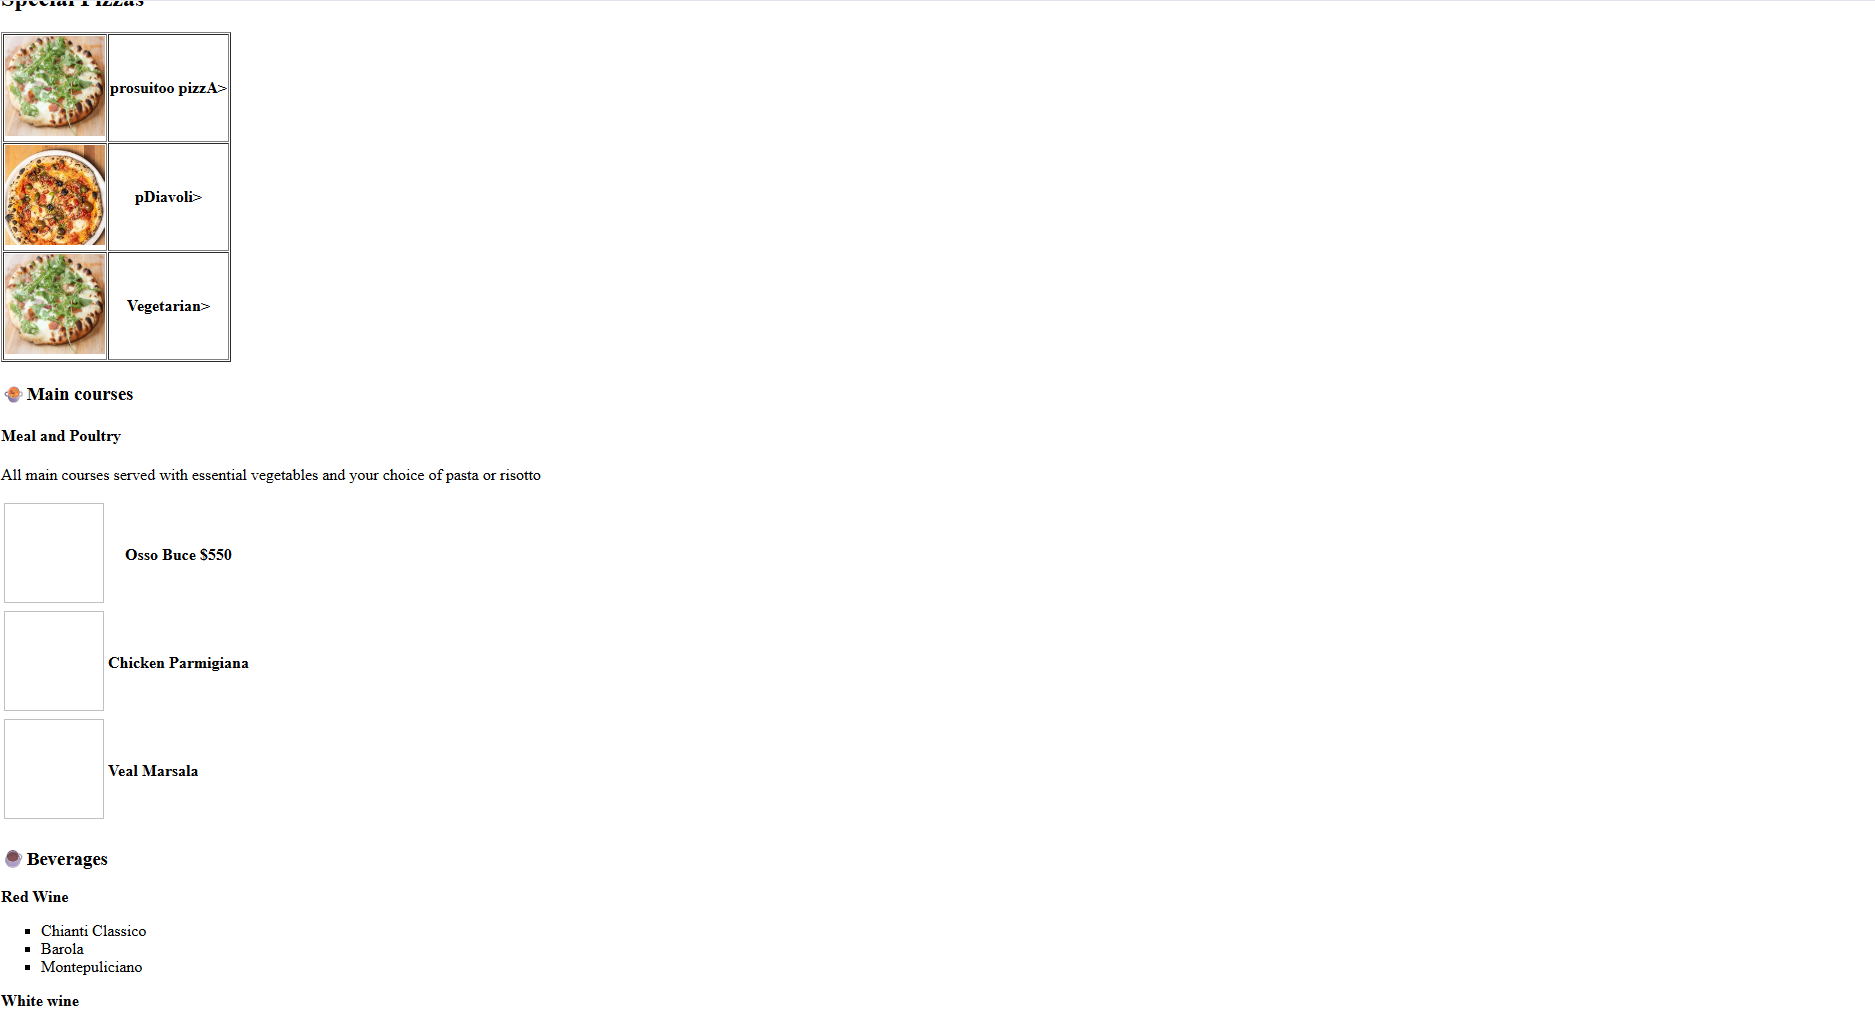 Special Pizzas
prosuitoo pizzA>
pDiavoli>
Vegetarian>
Main courses
Meal and Poultry
All main courses served with essential vegetables and your choice of pasta or risotto
Osso Buce $550
Chicken Parmigiana
Veal Marsala
Beverages
Red Wine
Chianti Classico
Barola
Montepuliciano
White wine